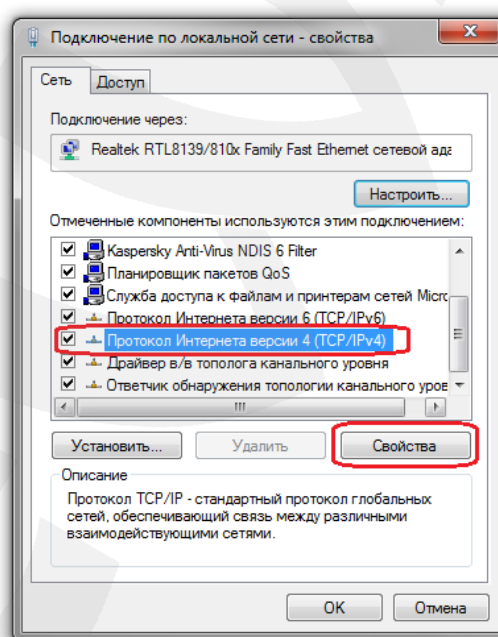 Подключение по локальной сети - свойства
Сеть
Доступ
Подключение через:
Realtek RTL8139/810x Family Fast Ethernet сетевой ада
Настроить...
Отмеченные компоненты используются этим подключением:
Kaspersky Anti-Virus NDIS 6 Filter
Планировщик пакетов QoS
Служба доступа к файлам и принтерам сетей Micrс
Протокол Интернета версии 6 (TCP/IPv6)
Протокол Интернета версии 4 (TCP/IPv4)
Драйвер в/в тополога канального уровня
Ответчик обнаружения топологии канального уров
Установить...
Удалить
Свойства
Описание
Протокол TCP/IP - стандартный протокол глобальных
сетей, обеспечивающий связь между различными
взаимодействующими сетями.
OK
Отмена